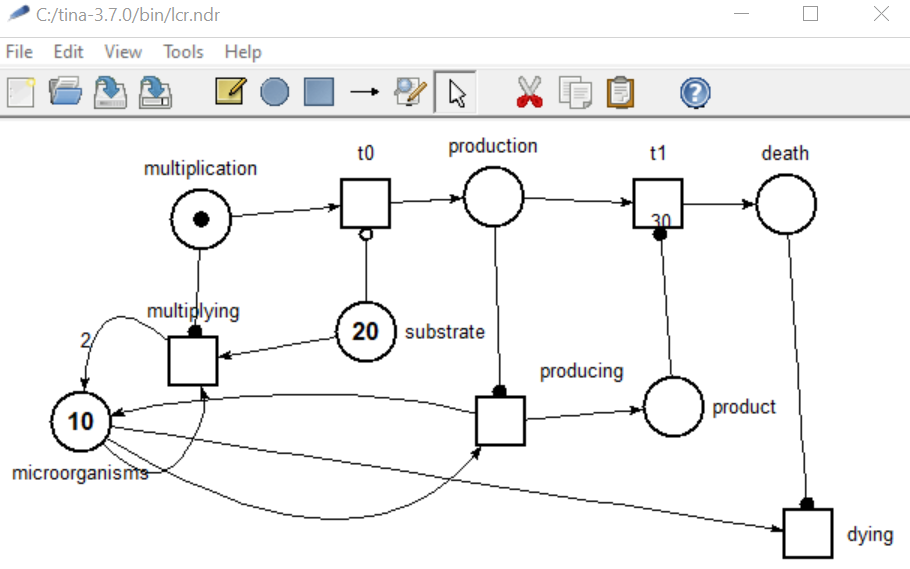 C:/tina-3.7.0/bin/lcr.ndr
File Edit View Tools Help
multiplication
t0
production
t1
death
30
multiplying
2
20
substrate
producing
10
product
microorganisms
dying